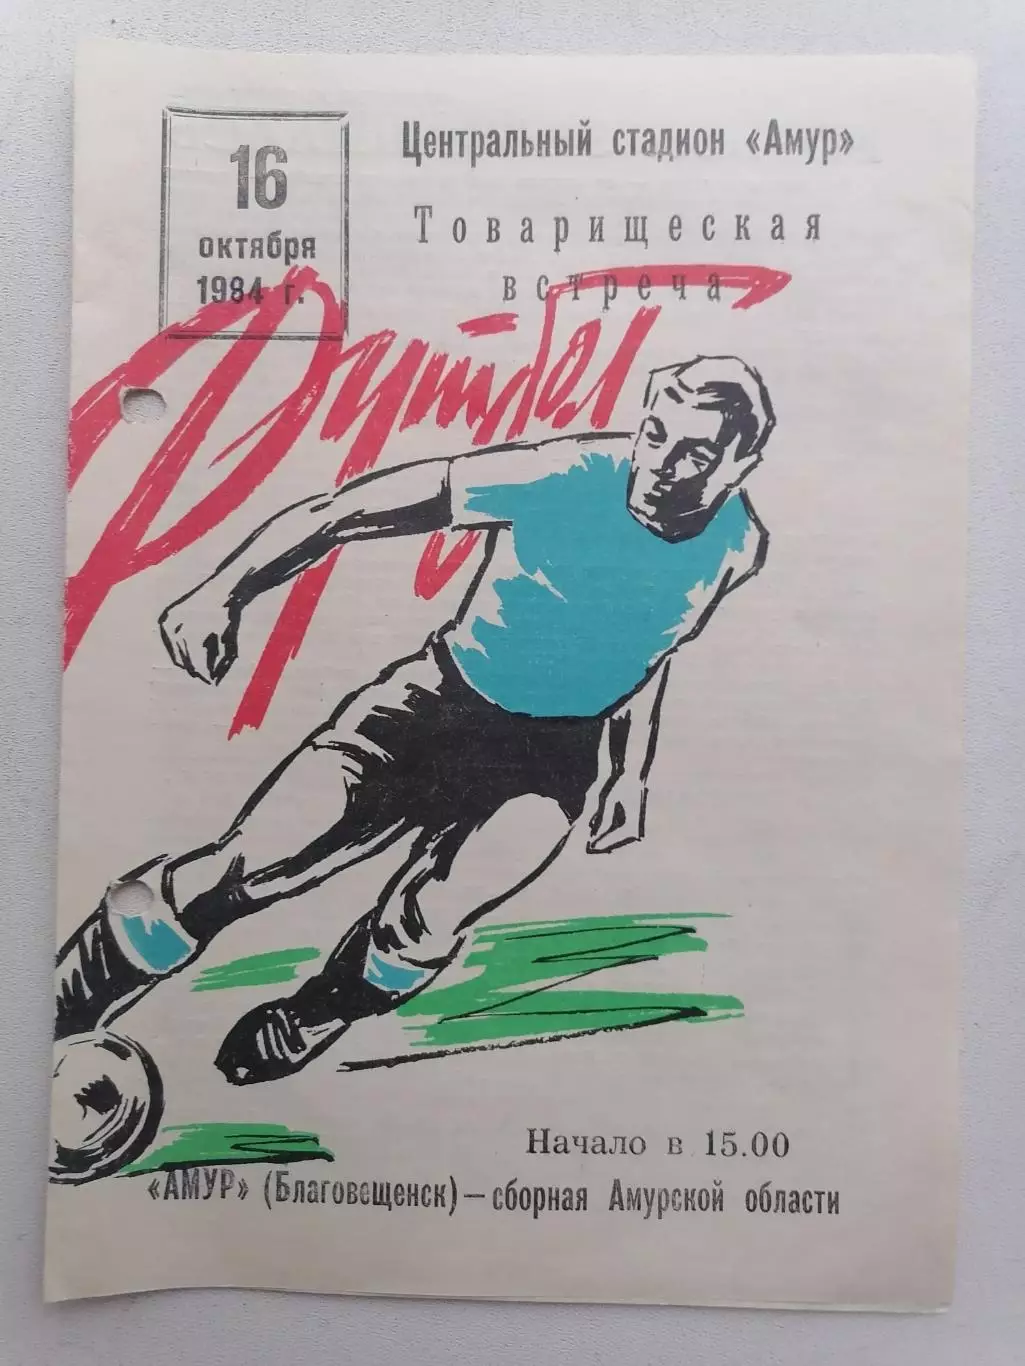 16
октября
1984 г.
Центральный стадион «Амур»
Товарищеская
встреча
Футбол
Начало в 15.00
«АМУР» (Благовещенск) — сборная Амурской области